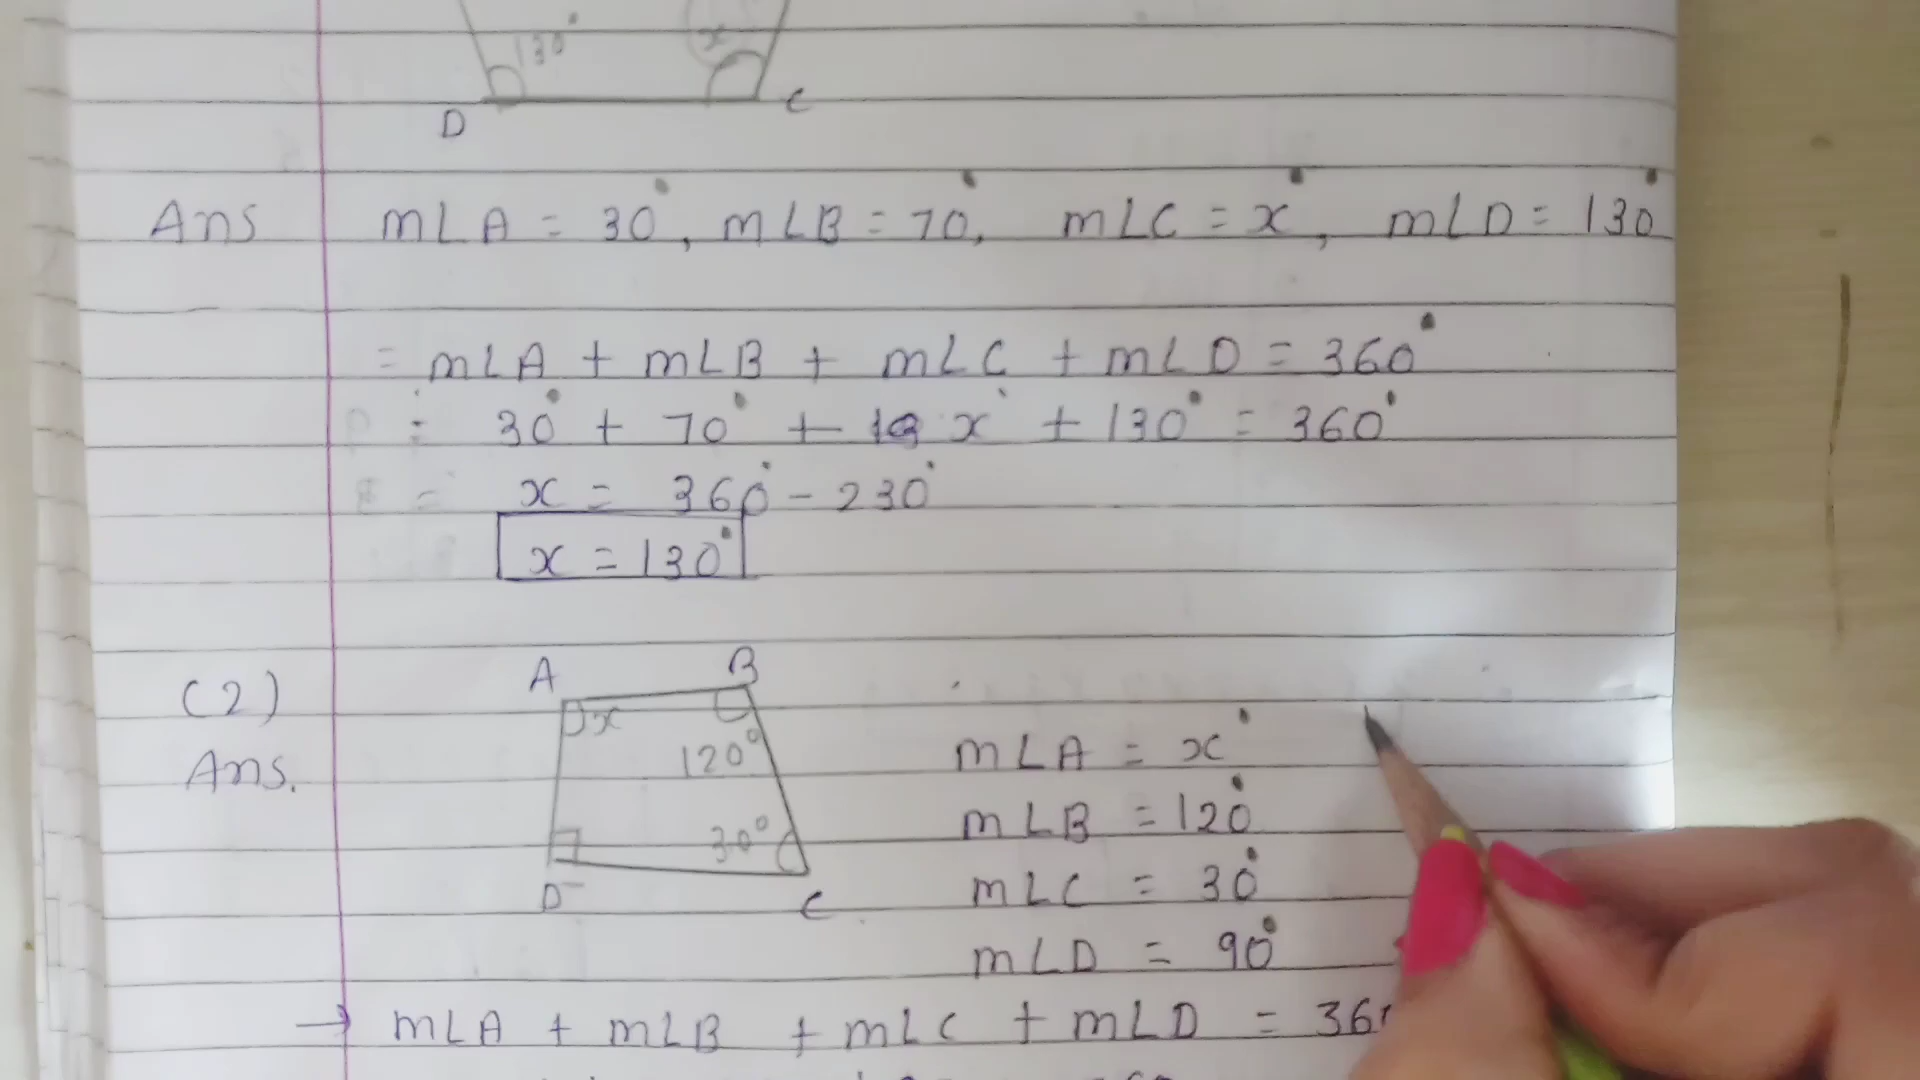 130° x
D C
Ans m∠A = 30°, m∠B = 70°, m∠C = x°, m∠D = 130°
= m∠A + m∠B + m∠C + m∠D = 360°
= 30° + 70° + x° + 130° = 360°
= x = 360° - 230°
x = 130°
A B
(2)
x
Ans.
120°
m∠A = x°
m∠B = 120°
30°
m∠C = 30°
D C
m∠D = 90°
→ m∠A + m∠B + m∠C + m∠D = 360